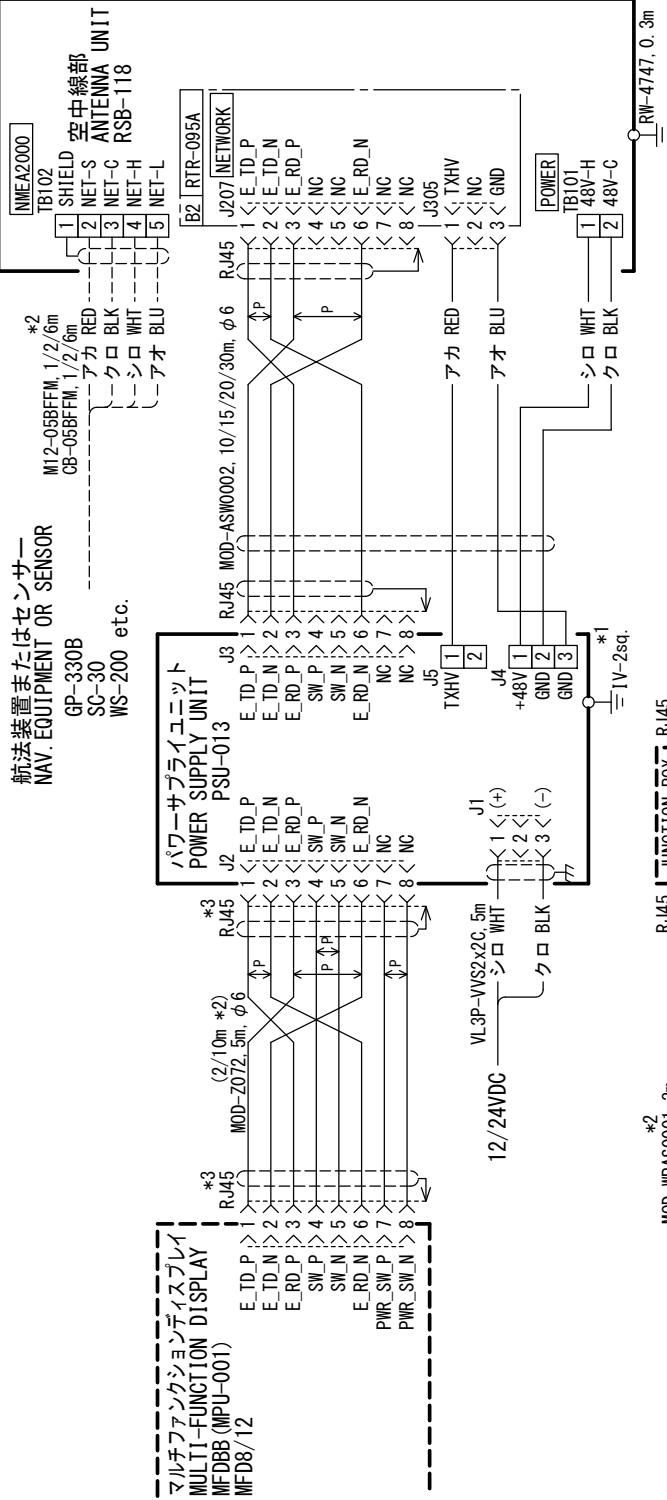 マルチファンクションディスプレイ
MULTI-FUNCTION DISPLAY
MFDBB(MPU-001)
MFD8/12
E_TD_P 1
E_TD_N 2
E_RD_P 3
SW_P 4
SW_N 5
E_RD_N 6
PWR_SW_P 7
PWR_SW_N 8
*3
RJ45
(2/10m *2)
MOD-Z072, 5m, φ6
P
P
P
P
*3
RJ45
パワーサプライユニット
POWER SUPPLY UNIT
PSU-013
J2
1 E_TD_P
2 E_TD_N
3 E_RD_P
4 SW_P
5 SW_N
6 E_RD_N
7 NC
8 NC
12/24VDC
VL3P-VVS2x2C, 5m
シロ WHT
クロ BLK
J1
1 (+)
2
3 (-)
J3
E_TD_P 1
E_TD_N 2
E_RD_P 3
SW_P 4
SW_N 5
E_RD_N 6
NC 7
NC 8
J5
TXHV 1
2
J4
+48V 1
GND 2
GND 3
*1
IV-2sq.
RJ45
MOD-ASW0002, 10/15/20/30m, φ6
P
P
RJ45
アカ RED
アオ BLU
シロ WHT
クロ BLK
航法装置またはセンサー
NAV. EQUIPMENT OR SENSOR
GP-330B
SC-30
WS-200 etc.
*2
M12-05BFFM, 1/2/6m
CB-05BFFM, 1/2/6m
アカ RED
クロ BLK
シロ WHT
アオ BLU
NMEA2000
TB102
1 SHIELD
2 NET-S
3 NET-C
4 NET-H
5 NET-L
空中線部
ANTENNA UNIT
RSB-118
B2 RTR-095A
J207 NETWORK
1 E_TD_P
2 E_TD_N
3 E_RD_P
4 NC
5 NC
6 E_RD_N
7 NC
8 NC
J305
1 TXHV
2 NC
3 GND
POWER
TB101
1 48V-H
2 48V-C
RW-4747, 0.3m
RJ45 JUNCTION BOX RJ45
*2